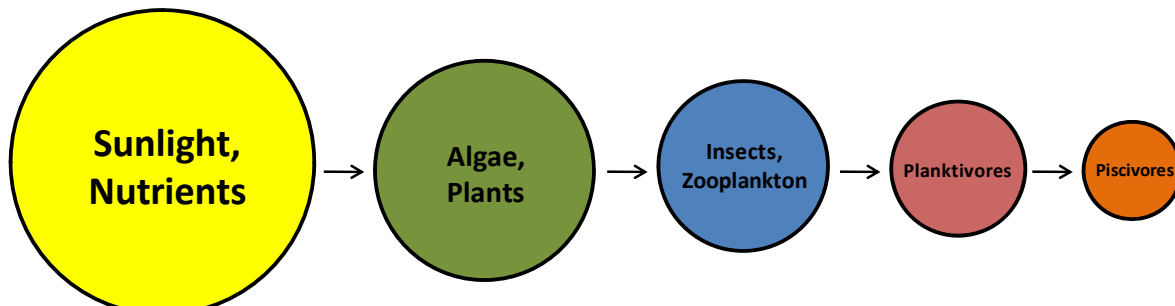 Sunlight,
Nutrients
Algae,
Plants
Insects,
Zooplankton
Planktivores
Piscivores